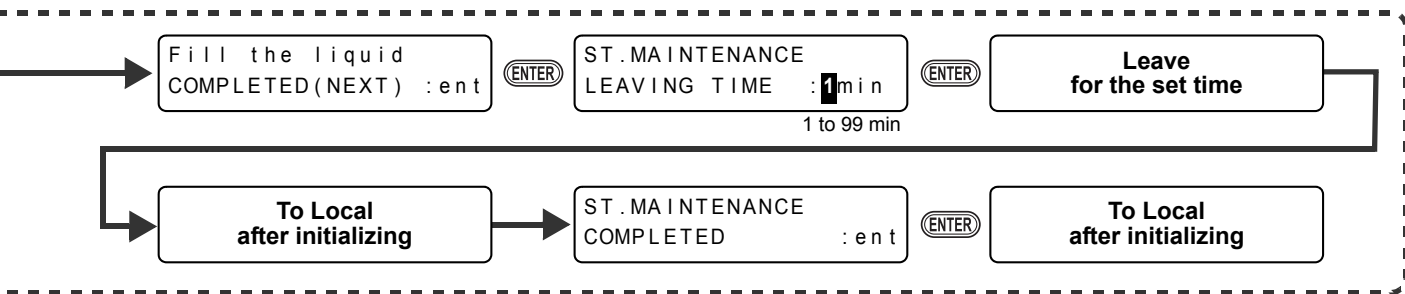 Fill the liquid
COMPLETED(NEXT) :ent
ENTER
ST.MAINTENANCE
LEAVING TIME :1min
1 to 99 min
ENTER
Leave
for the set time
To Local
after initializing
ST.MAINTENANCE
COMPLETED :ent
ENTER
To Local
after initializing